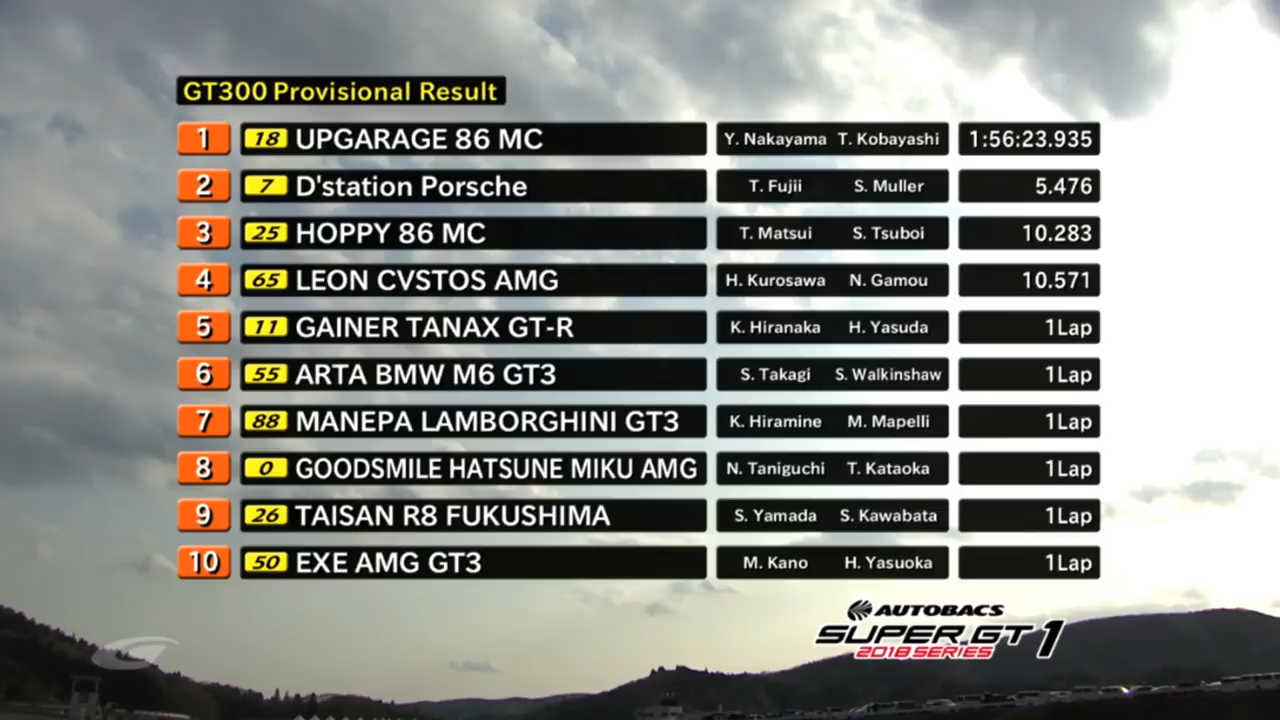 GT300 Provisional Result
1 18 UPGARAGE 86 MC Y. Nakayama T. Kobayashi 1:56:23.935
2 7 D'station Porsche T. Fujii S. Muller 5.476
3 25 HOPPY 86 MC T. Matsui S. Tsuboi 10.283
4 65 LEON CVSTOS AMG H. Kurosawa N. Gamou 10.571
5 11 GAINER TANAX GT-R K. Hiranaka H. Yasuda 1Lap
6 55 ARTA BMW M6 GT3 S. Takagi S. Walkinshaw 1Lap
7 88 MANEPA LAMBORGHINI GT3 K. Hiramine M. Mapelli 1Lap
8 0 GOODSMILE HATSUNE MIKU AMG N. Taniguchi T. Kataoka 1Lap
9 26 TAISAN R8 FUKUSHIMA S. Yamada S. Kawabata 1Lap
10 50 EXE AMG GT3 M. Kano H. Yasuoka 1Lap
AUTOBACS
SUPER GT 1
2018 SERIES